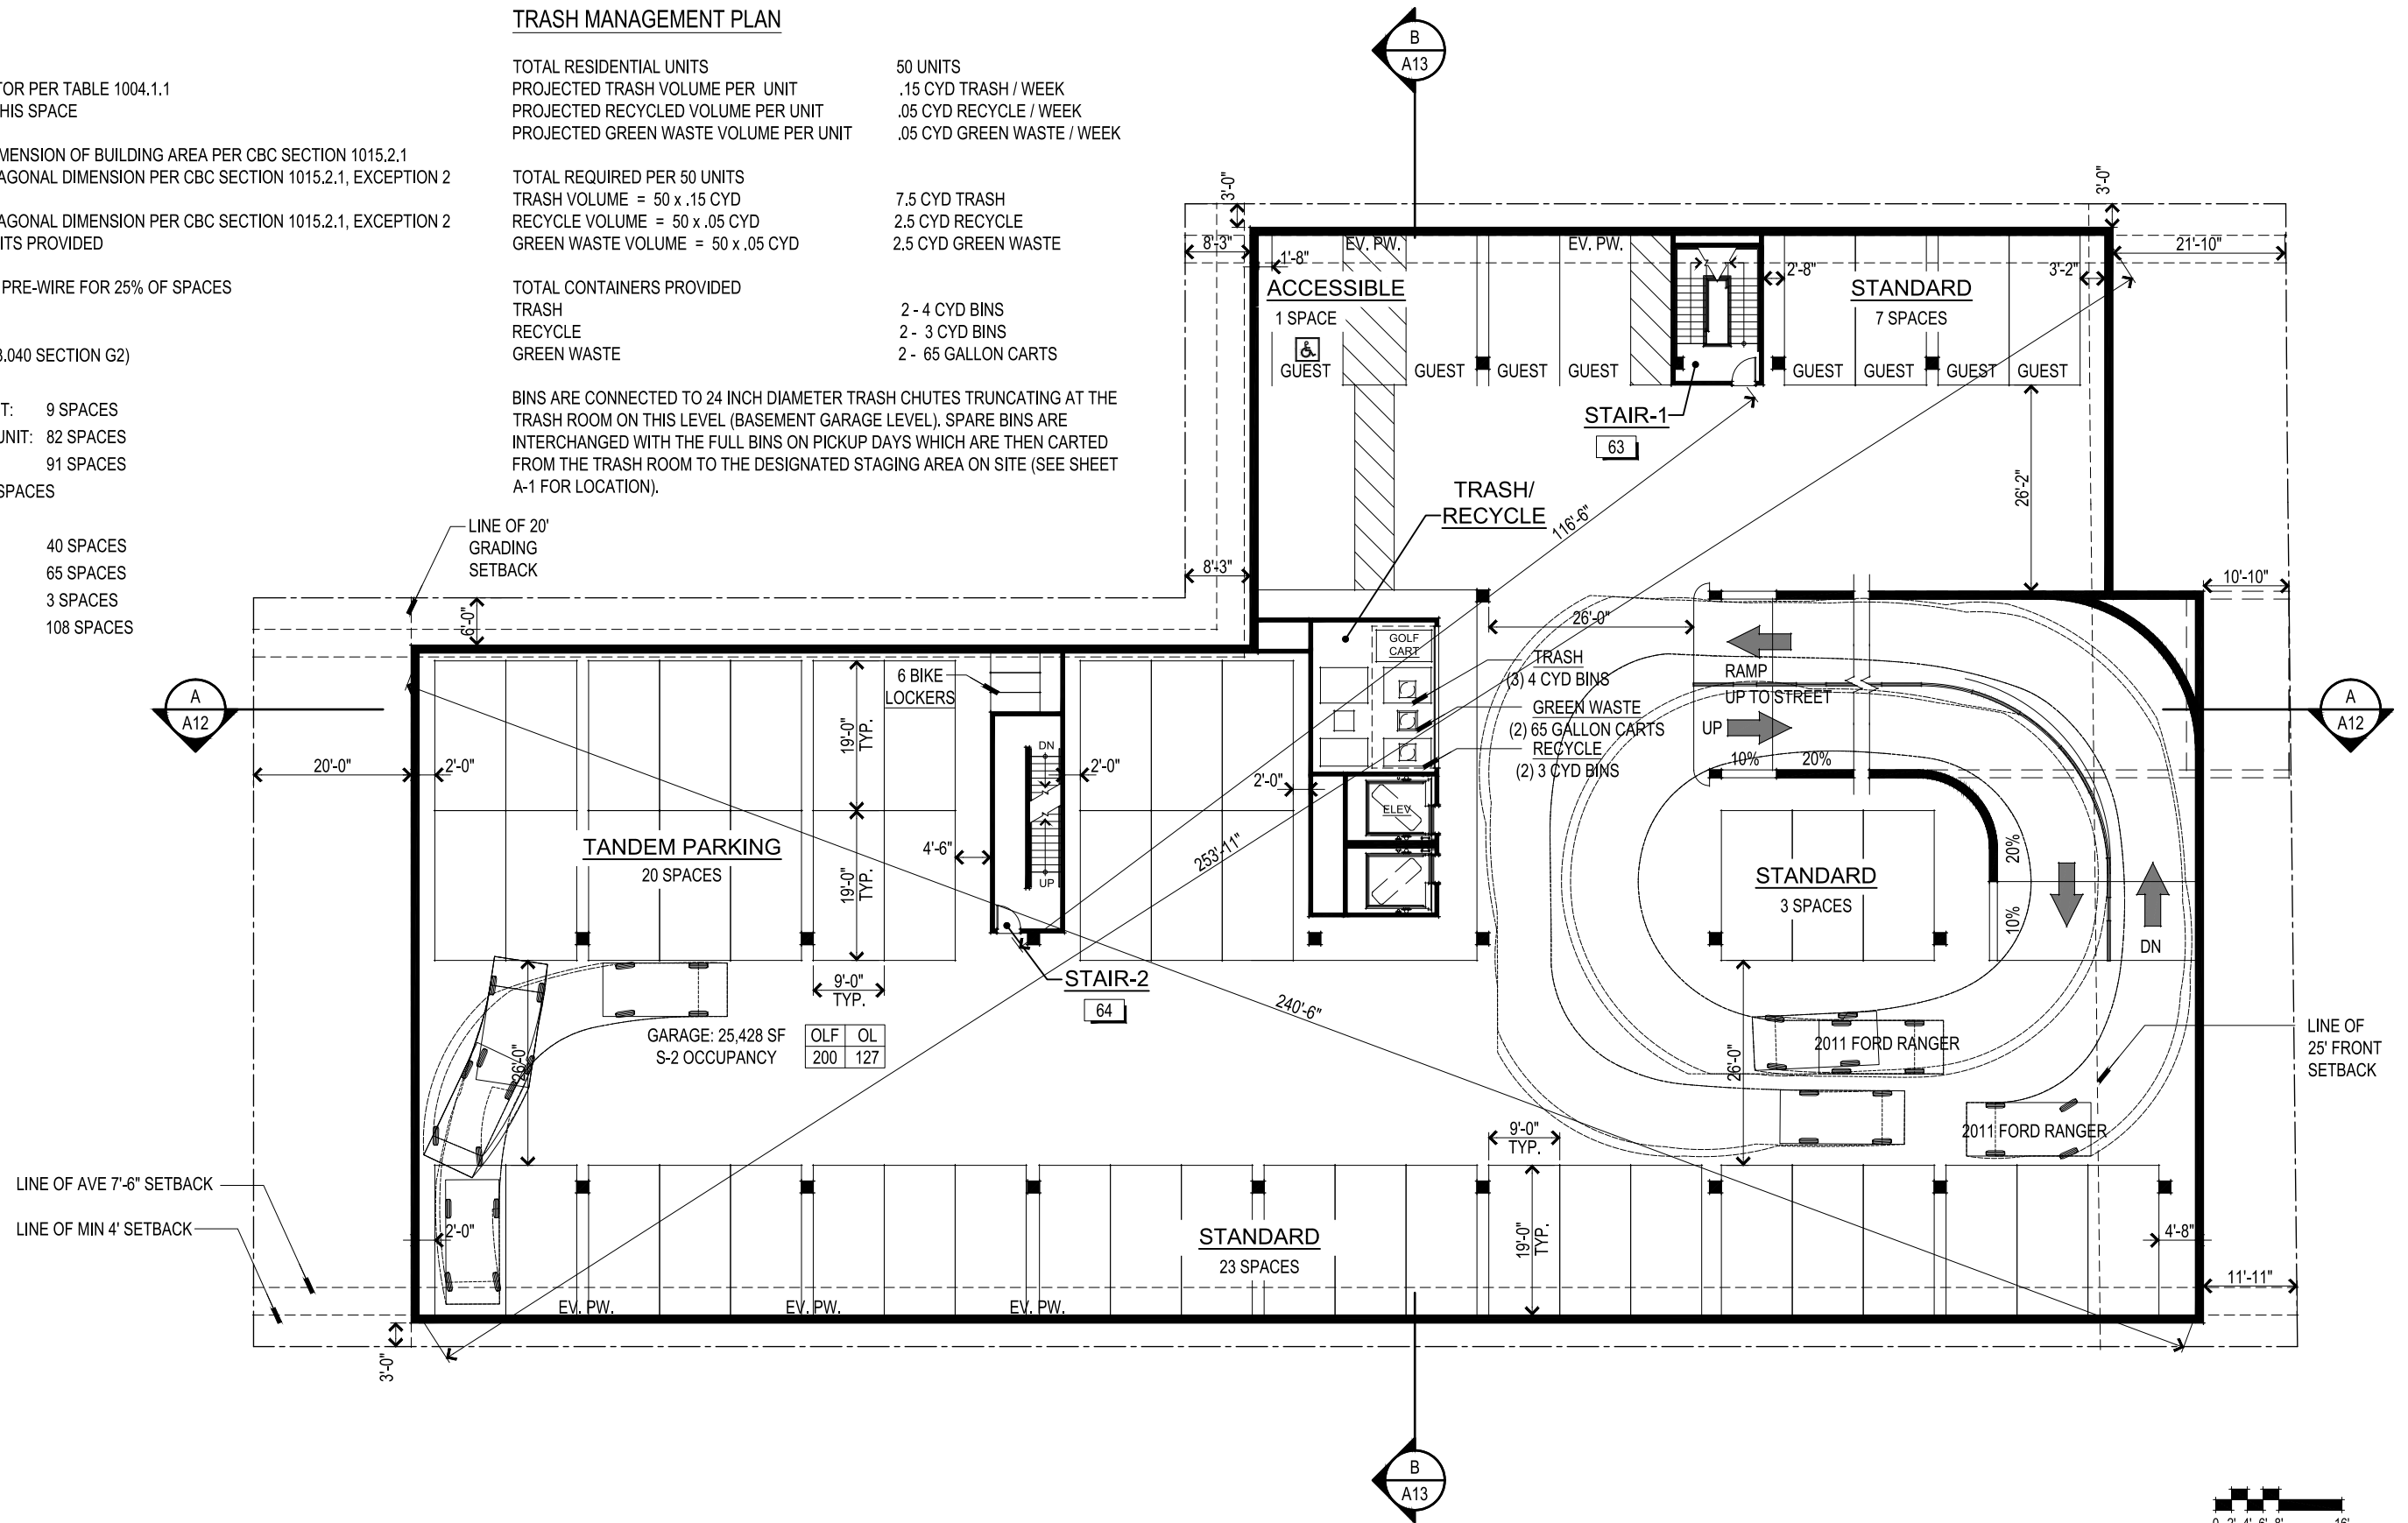 TOR PER TABLE 1004.1.1
HIS SPACE
MENSION OF BUILDING AREA PER CBC SECTION 1015.2.1
AGONAL DIMENSION PER CBC SECTION 1015.2.1, EXCEPTION 2
AGONAL DIMENSION PER CBC SECTION 1015.2.1, EXCEPTION 2
ITS PROVIDED
PRE-WIRE FOR 25% OF SPACES
3.040 SECTION G2)
T: 9 SPACES
UNIT: 82 SPACES
91 SPACES
SPACES
40 SPACES
65 SPACES
3 SPACES
108 SPACES
TRASH MANAGEMENT PLAN
TOTAL RESIDENTIAL UNITS 50 UNITS
PROJECTED TRASH VOLUME PER UNIT .15 CYD TRASH / WEEK
PROJECTED RECYCLED VOLUME PER UNIT .05 CYD RECYCLE / WEEK
PROJECTED GREEN WASTE VOLUME PER UNIT .05 CYD GREEN WASTE / WEEK
TOTAL REQUIRED PER 50 UNITS
TRASH VOLUME = 50 x .15 CYD 7.5 CYD TRASH
RECYCLE VOLUME = 50 x .05 CYD 2.5 CYD RECYCLE
GREEN WASTE VOLUME = 50 x .05 CYD 2.5 CYD GREEN WASTE
TOTAL CONTAINERS PROVIDED
TRASH 2 - 4 CYD BINS
RECYCLE 2 - 3 CYD BINS
GREEN WASTE 2 - 65 GALLON CARTS
BINS ARE CONNECTED TO 24 INCH DIAMETER TRASH CHUTES TRUNCATING AT THE
TRASH ROOM ON THIS LEVEL (BASEMENT GARAGE LEVEL). SPARE BINS ARE
INTERCHANGED WITH THE FULL BINS ON PICKUP DAYS WHICH ARE THEN CARTED
FROM THE TRASH ROOM TO THE DESIGNATED STAGING AREA ON SITE (SEE SHEET
A-1 FOR LOCATION).
B
A13
3'-0"
3'-0"
8'-3"
1'-8"
EV. PW.
EV. PW.
2'-8"
3'-2"
21'-10"
ACCESSIBLE
1 SPACE
STANDARD
7 SPACES
GUEST
GUEST
GUEST
GUEST
GUEST
GUEST
GUEST
GUEST
STAIR-1
63
26'-2"
TRASH/
RECYCLE
116'-6"
LINE OF 20'
GRADING
SETBACK
8'-3"
10'-10"
6'-0"
26'-0"
GOLF
CART
TRASH
(3) 4 CYD BINS
GREEN WASTE
(2) 65 GALLON CARTS
RECYCLE
(2) 3 CYD BINS
RAMP
UP TO STREET
UP
10%
20%
6 BIKE
LOCKERS
A
A12
A
A12
20'-0"
2'-0"
19'-0"
TYP.
DN
2'-0"
2'-0"
ELEV
TANDEM PARKING
20 SPACES
19'-0"
TYP.
4'-6"
UP
253'-11"
STANDARD
3 SPACES
20%
10%
DN
9'-0"
TYP.
STAIR-2
64
240'-6"
GARAGE: 25,428 SF
S-2 OCCUPANCY
OLF OL
200 127
26'-0"
26'-0"
2011 FORD RANGER
2011 FORD RANGER
LINE OF
25' FRONT
SETBACK
9'-0"
TYP.
LINE OF AVE 7'-6" SETBACK
LINE OF MIN 4' SETBACK
2'-0"
STANDARD
23 SPACES
19'-0"
TYP.
4'-8"
11'-11"
EV. PW.
EV. PW.
EV. PW.
3'-0"
B
A13
0 2' 4' 6' 8' 16'